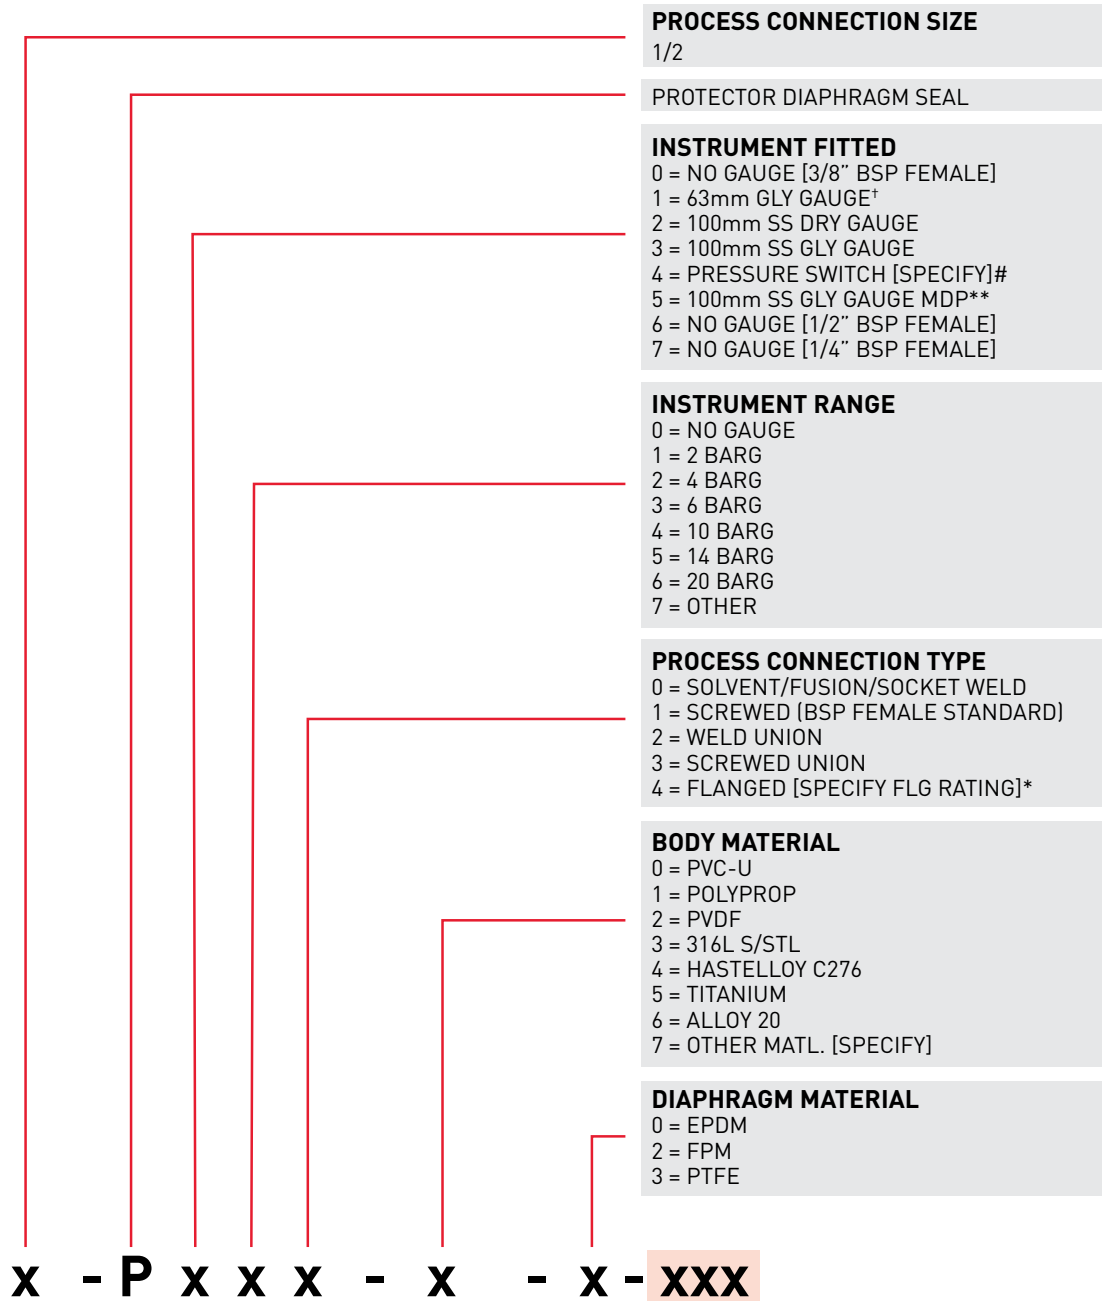 PROCESS CONNECTION SIZE
1/2
PROTECTOR DIAPHRAGM SEAL
INSTRUMENT FITTED
0 = NO GAUGE [3/8” BSP FEMALE]
1 = 63mm GLY GAUGE†
2 = 100mm SS DRY GAUGE
3 = 100mm SS GLY GAUGE
4 = PRESSURE SWITCH [SPECIFY]#
5 = 100mm SS GLY GAUGE MDP**
6 = NO GAUGE [1/2” BSP FEMALE]
7 = NO GAUGE [1/4” BSP FEMALE]
INSTRUMENT RANGE
0 = NO GAUGE
1 = 2 BARG
2 = 4 BARG
3 = 6 BARG
4 = 10 BARG
5 = 14 BARG
6 = 20 BARG
7 = OTHER
PROCESS CONNECTION TYPE
0 = SOLVENT/FUSION/SOCKET WELD
1 = SCREWED (BSP FEMALE STANDARD)
2 = WELD UNION
3 = SCREWED UNION
4 = FLANGED [SPECIFY FLG RATING]*
BODY MATERIAL
0 = PVC-U
1 = POLYPROP
2 = PVDF
3 = 316L S/STL
4 = HASTELLOY C276
5 = TITANIUM
6 = ALLOY 20
7 = OTHER MATL. [SPECIFY]
DIAPHRAGM MATERIAL
0 = EPDM
2 = FPM
3 = PTFE
x - P x x x - x - x - xxx